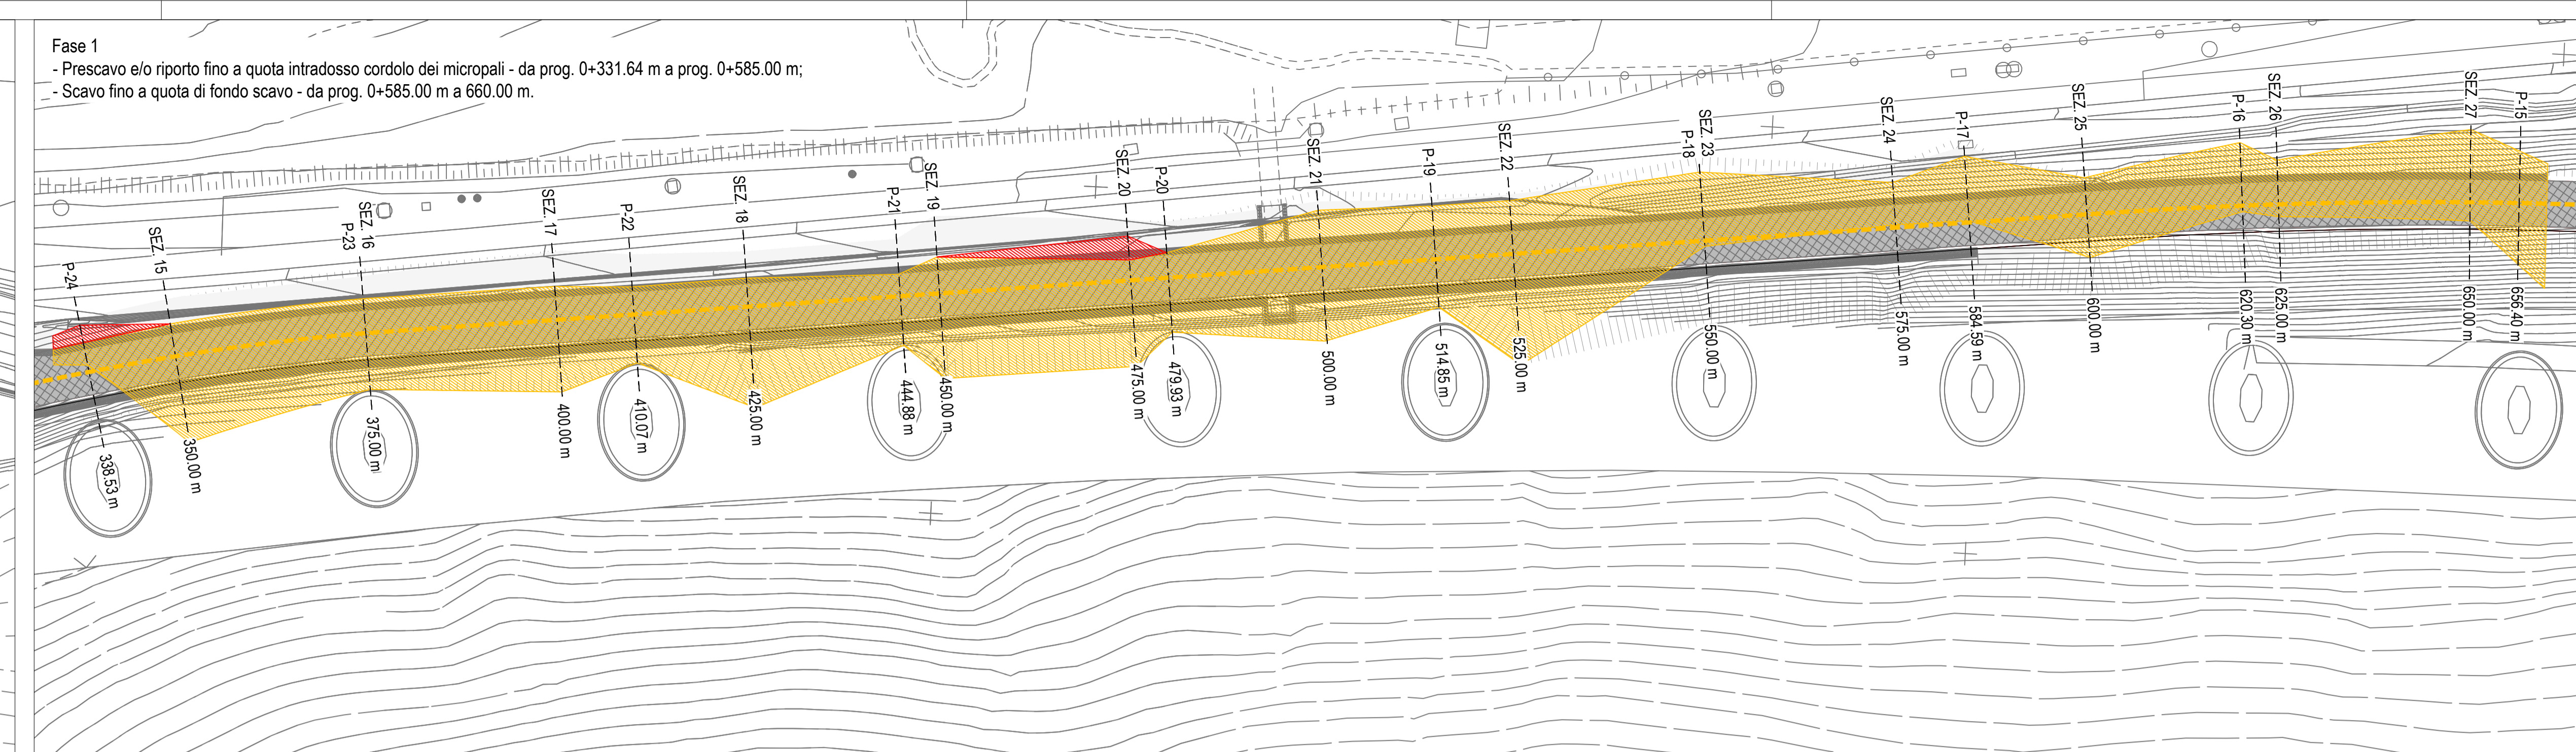 Fase 1
- Prescavo e/o riporto fino a quota intradosso cordolo dei micropali - da prog. 0+331.64 m a prog. 0+585.00 m;
- Scavo fino a quota di fondo scavo - da prog. 0+585.00 m a 660.00 m.
P-24
SEZ. 15
SEZ. 16
P-23
SEZ. 17
P-22
SEZ. 18
P-21
SEZ. 19
SEZ. 20
P-20
SEZ. 21
P-19
SEZ. 22
P-18
SEZ. 23
SEZ. 24
P-17
SEZ. 25
P-16
SEZ. 26
SEZ. 27
P-15
338.53 m
350.00 m
375.00 m
400.00 m
410.07 m
425.00 m
444.88 m
450.00 m
475.00 m
479.93 m
500.00 m
514.85 m
525.00 m
550.00 m
575.00 m
584.59 m
600.00 m
620.30 m
625.00 m
650.00 m
656.40 m